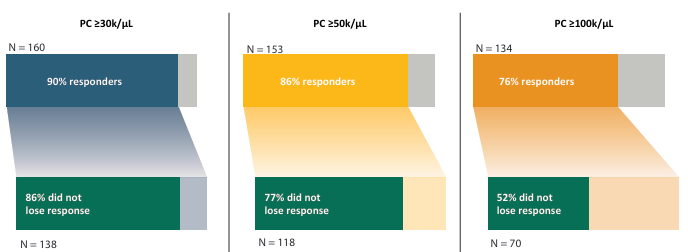 PC ≥30k/µL
N = 160
90% responders
86% did not
lose response
N = 138
PC ≥50k/µL
N = 153
86% responders
77% did not
lose response
N = 118
PC ≥100k/µL
N = 134
76% responders
52% did not
lose response
N = 70